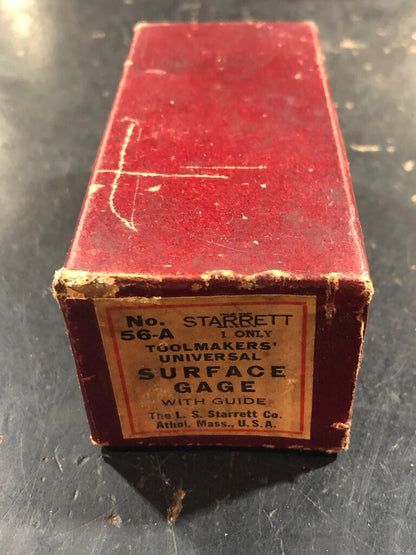 No. STARRETT
56-A 1 ONLY
TOOLMAKERS'
UNIVERSAL
SURFACE
GAGE
WITH GUIDE
The L. S. Starrett Co.
Athol, Mass., U.S.A.